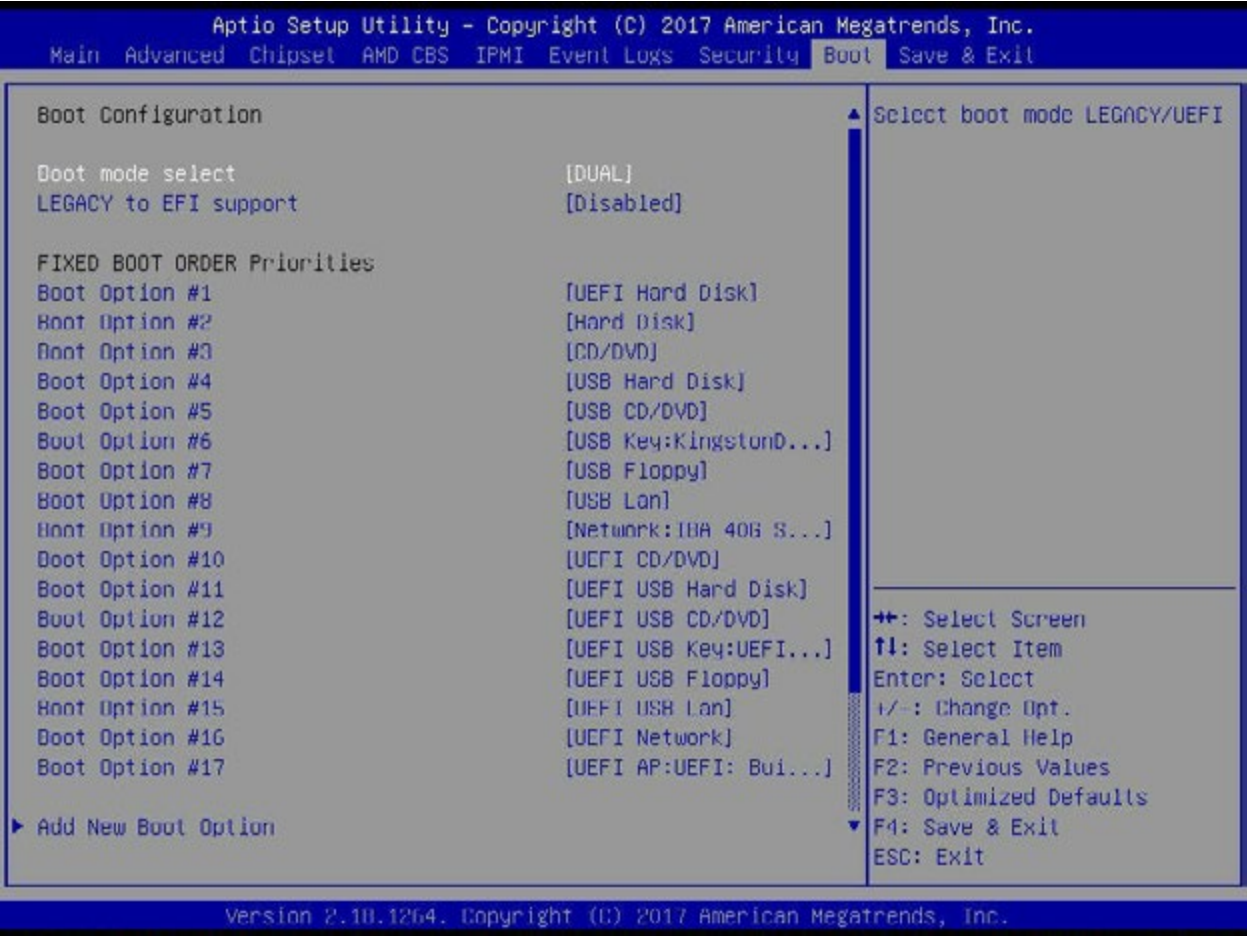 Aptio Setup Utility – Copyright (C) 2017 American Megatrends, Inc.
Main Advanced Chipset AMD CBS IPMI Event Logs Security Boot Save & Exit
Boot Configuration
Boot mode select [DUAL]
LEGACY to EFI support [Disabled]
FIXED BOOT ORDER Priorities
Boot Option #1 [UEFI Hard Disk]
Boot Option #2 [Hard Disk]
Boot Option #3 [CD/DVD]
Boot Option #4 [USB Hard Disk]
Boot Option #5 [USB CD/DVD]
Boot Option #6 [USB Key:KingstonD...]
Boot Option #7 [USB Floppy]
Boot Option #8 [USB Lan]
Boot Option #9 [Network:IBA 40G S...]
Boot Option #10 [UEFI CD/DVD]
Boot Option #11 [UEFI USB Hard Disk]
Boot Option #12 [UEFI USB CD/DVD]
Boot Option #13 [UEFI USB Key:UEFI...]
Boot Option #14 [UEFI USB Floppy]
Boot Option #15 [UEFI USB Lan]
Boot Option #16 [UEFI Network]
Boot Option #17 [UEFI AP:UEFI: Bui...]
Add New Boot Option
Select boot mode LEGACY/UEFI
→←: Select Screen
↑↓: Select Item
Enter: Select
+/-: Change Opt.
F1: General Help
F2: Previous Values
F3: Optimized Defaults
F4: Save & Exit
ESC: Exit
Version 2.18.1264. Copyright (C) 2017 American Megatrends, Inc.